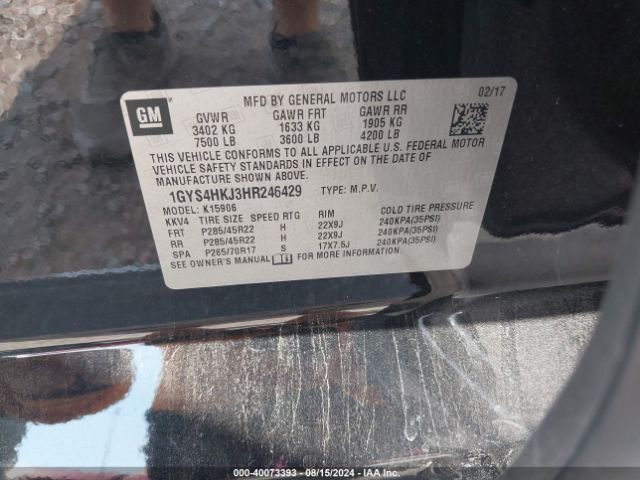 GM
MFD BY GENERAL MOTORS LLC 02/17
GVWR GAWR FRT GAWR RR
3402 KG 1633 KG 1905 KG
7500 LB 3600 LB 4200 LB
THIS VEHICLE CONFORMS TO ALL APPLICABLE U.S. FEDERAL MOTOR
VEHICLE SAFETY STANDARDS IN EFFECT ON THE DATE OF
MANUFACTURE SHOWN ABOVE.
1GYS4HKJ3HR246429 TYPE: M.P.V.
MODEL: K15906
KKV4 TIRE SIZE SPEED RTG RIM COLD TIRE PRESSURE
FRT P285/45R22 H 22X9J 240KPA(35PSI)
RR P285/45R22 H 22X9J 240KPA(35PSI)
SPA P265/70R17 S 17X7.5J 240KPA(35PSI)
SEE OWNER'S MANUAL FOR MORE INFORMATION.
000-40073393 08/15/2024 IAA Inc.